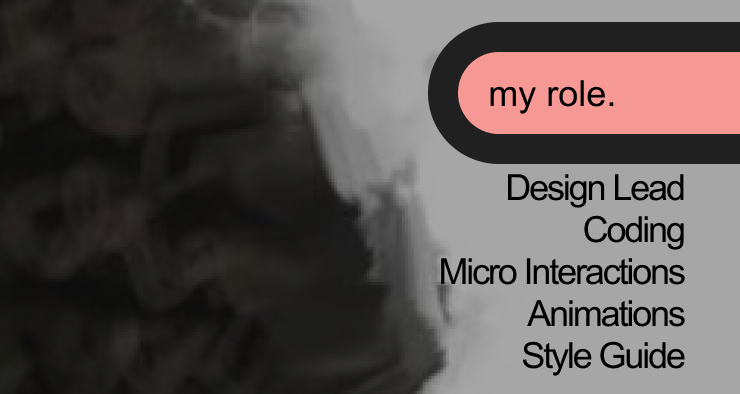 my role.
Design Lead
Coding
Micro Interactions
Animations
Style Guide